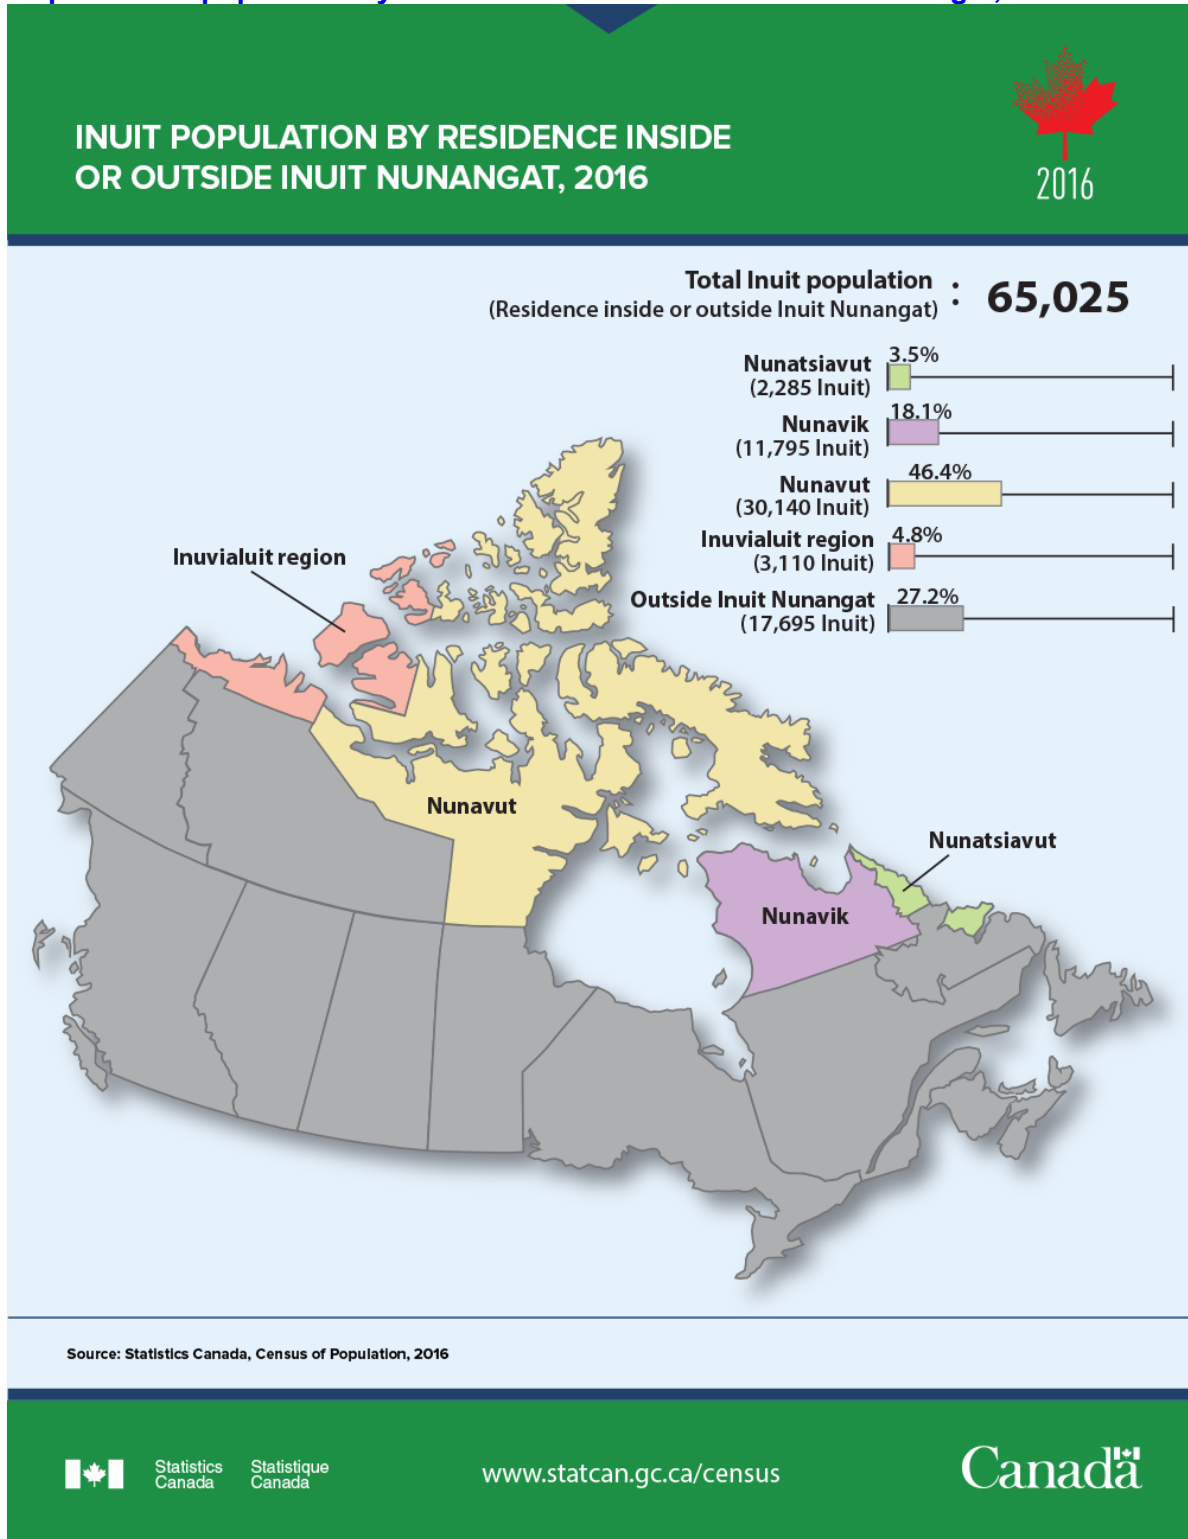 INUIT POPULATION BY RESIDENCE INSIDE
OR OUTSIDE INUIT NUNANGAT, 2016
2016
Total Inuit population : 65,025
(Residence inside or outside Inuit Nunangat)
3.5%
Nunatsiavut
(2,285 Inuit)
18.1%
Nunavik
(11,795 Inuit)
46.4%
Nunavut
(30,140 Inuit)
4.8%
Inuvialuit region
(3,110 Inuit)
27.2%
Outside Inuit Nunangat
(17,695 Inuit)
Inuvialuit region
Nunavut
Nunatsiavut
Nunavik
Source: Statistics Canada, Census of Population, 2016
Statistics Canada
Statistique Canada
www.statcan.gc.ca/census
Canada